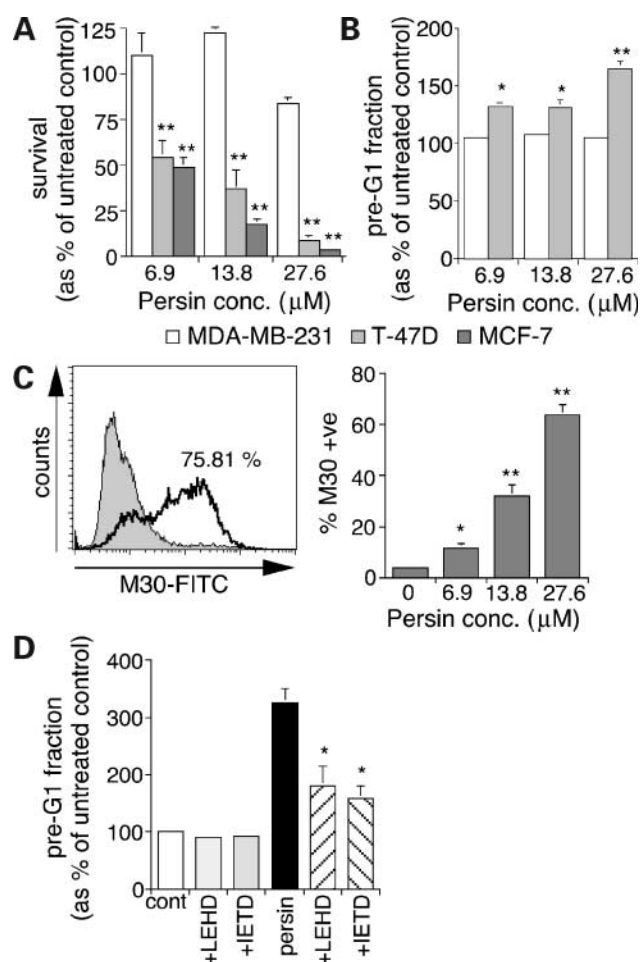 A
survival
(as % of untreated control)
125
100
75
50
25
0
**
**
**
**
**
**
6.9
13.8
27.6
Persin conc. (μM)
B
pre-G1 fraction
(as % of untreated control)
200
150
100
50
0
*
*
**
6.9
13.8
27.6
Persin conc. (μM)
MDA-MB-231
T-47D
MCF-7
C
counts
75.81 %
M30-FITC
% M30 +ve
80
60
40
20
0
*
**
**
0
6.9
13.8
27.6
Persin conc. (μM)
D
pre-G1 fraction
(as % of untreated control)
400
300
200
100
0
*
*
cont
+LEHD
+IETD
persin
+LEHD
+IETD